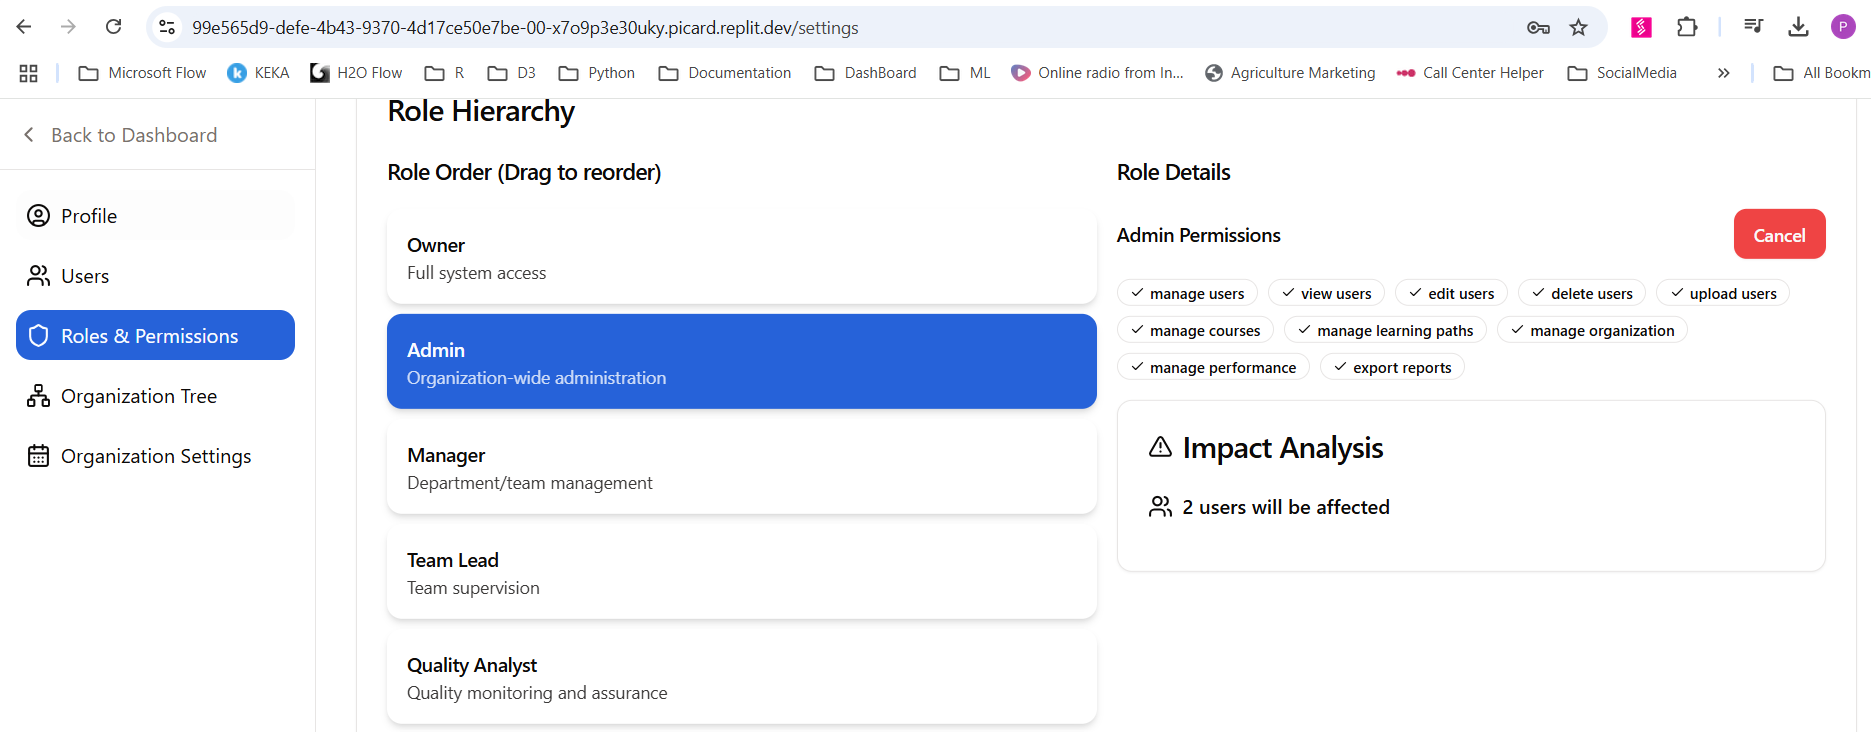 99e565d9-defe-4b43-9370-4d17ce50e7be-00-x7o9p3e30uky.picard.replit.dev/settings
P
Microsoft Flow KEKA H2O Flow R D3 Python Documentation DashBoard ML Online radio from In... Agriculture Marketing Call Center Helper SocialMedia » All Bookm
Back to Dashboard
Profile
Users
Roles & Permissions
Organization Tree
Organization Settings
Role Hierarchy
Role Order (Drag to reorder)
Owner
Full system access
Admin
Organization-wide administration
Manager
Department/team management
Team Lead
Team supervision
Quality Analyst
Quality monitoring and assurance
Role Details
Admin Permissions
Cancel
manage users view users edit users delete users upload users
manage courses manage learning paths manage organization
manage performance export reports
Impact Analysis
2 users will be affected